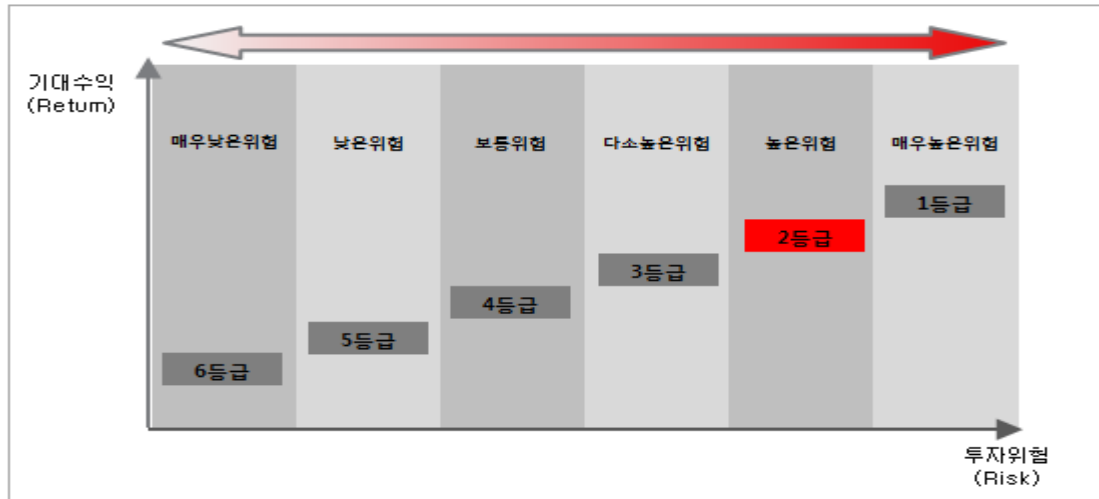 기대수익
(Retum)
매우낮은위험 낮은위험 보통위험 다소높은위험 높은위험 매우높은위험
1등급
2등급
3등급
4등급
5등급
6등급
투자위험
(Risk)